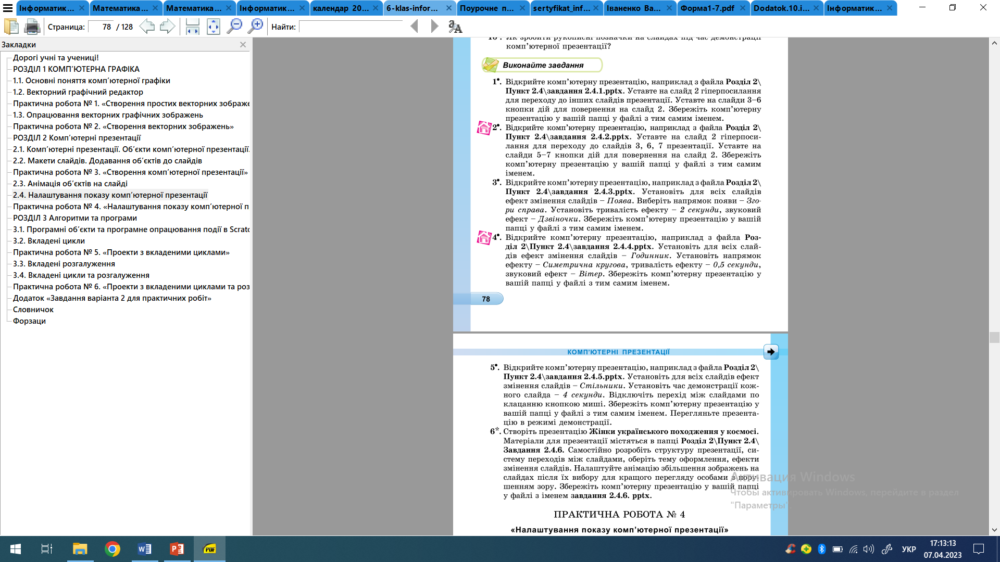 Інформатик...
Математика...
Математика...
Інформатик...
календар 20...
6-klas-infor...
Поурочне п...
sertyfikat_inf...
Іваненко Ва...
Форма1-7.pdf
Dodatok.10.i...
Інформатик...
Страница: 78 / 128
Найти:
Закладки
Дорогі учні та учениці!
РОЗДІЛ 1 КОМП'ЮТЕРНА ГРАФІКА
1.1. Основні поняття комп'ютерної графіки
1.2. Векторний графічний редактор
Практична робота № 1. «Створення простих векторних зображе
1.3. Опрацювання векторних графічних зображень
Практична робота № 2. «Створення векторних зображень»
РОЗДІЛ 2 Комп'ютерні презентації
2.1. Комп'ютерні презентації. Об'єкти комп'ютерної презентації.
2.2. Макети слайдів. Додавання об'єктів до слайдів
Практична робота № 3. «Створення комп'ютерної презентації»
2.3. Анімація об'єктів на слайді
2.4. Налаштування показу комп'ютерної презентації
Практична робота № 4. «Налаштування показу комп'ютерної п
РОЗДІЛ 3 Алгоритми та програми
3.1. Програмні об'єкти та програмне опрацювання події в Scratc
3.2. Вкладені цикли
Практична робота № 5. «Проекти з вкладеними циклами»
3.3. Вкладені розгалуження
3.4. Вкладені цикли та розгалуження
Практична робота № 6. «Проекти з вкладеними циклами та роз
Додаток «Завдання варіанта 2 для практичних робіт»
Словничок
Форзаци
10*. Як зробити рукописні позначки на слайдах під час демонстрації
комп'ютерної презентації?
Виконайте завдання
1•. Відкрийте комп'ютерну презентацію, наприклад з файла Розділ 2\
Пункт 2.4\завдання 2.4.1.pptx. Уставте на слайд 2 гіперпосилання
для переходу до інших слайдів презентації. Уставте на слайди 3–6
кнопки дій для повернення на слайд 2. Збережіть комп'ютерну
презентацію у вашій папці у файлі з тим самим іменем.
2•. Відкрийте комп'ютерну презентацію, наприклад з файла Розділ 2\
Пункт 2.4\завдання 2.4.2.pptx. Уставте на слайд 2 гіперпоси-
лання для переходу до слайдів 3, 6, 7 презентації. Уставте на
слайди 5–7 кнопки дій для повернення на слайд 2. Збережіть
комп'ютерну презентацію у вашій папці у файлі з тим самим
іменем.
3•. Відкрийте комп'ютерну презентацію, наприклад з файла Розділ 2\
Пункт 2.4\завдання 2.4.3.pptx. Установіть для всіх слайдів
ефект змінення слайдів – Поява. Виберіть напрямок появи – Зго-
ри справа. Установіть тривалість ефекту – 2 секунди, звуковий
ефект – Дзвіночки. Збережіть комп'ютерну презентацію у вашій
папці у файлі з тим самим іменем.
4•. Відкрийте комп'ютерну презентацію, наприклад з файла Роз-
діл 2\Пункт 2.4\завдання 2.4.4.pptx. Установіть для всіх слай-
дів ефект змінення слайдів – Годинник. Установіть напрямок
ефекту – Симетрична кругова, тривалість ефекту – 0,5 секунди,
звуковий ефект – Вітер. Збережіть комп'ютерну презентацію у
вашій папці у файлі з тим самим іменем.
78
КОМП'ЮТЕРНІ ПРЕЗЕНТАЦІЇ
5•. Відкрийте комп'ютерну презентацію, наприклад з файла Розділ 2\
Пункт 2.4\завдання 2.4.5.pptx. Установіть для всіх слайдів ефект
змінення слайдів – Стільники. Установіть час демонстрації кож-
ного слайда – 4 секунди. Відключіть перехід між слайдами по
клацанню кнопкою миші. Збережіть комп'ютерну презентацію у
вашій папці у файлі з тим самим іменем. Перегляньте презента-
цію в режимі демонстрації.
6*. Створіть презентацію Жінки українського походження у космосі.
Матеріали для презентації містяться в папці Розділ 2\Пункт 2.4\
Завдання 2.4.6. Самостійно розробіть структуру презентації, си-
стему переходів між слайдами, оберіть тему оформлення, ефекти
змінення слайдів. Налаштуйте анімацію збільшення зображень на
слайдах після їх вибору для кращого перегляду особами з пору-
шенням зору. Збережіть комп'ютерну презентацію у вашій папці
у файлі з іменем завдання 2.4.6. pptx.
ПРАКТИЧНА РОБОТА № 4
«Налаштування показу комп'ютерної презентації»
Активация Windows
Чтобы активировать Windows, перейдите в раздел
"Параметры"
УКР
17:13:13
07.04.2023